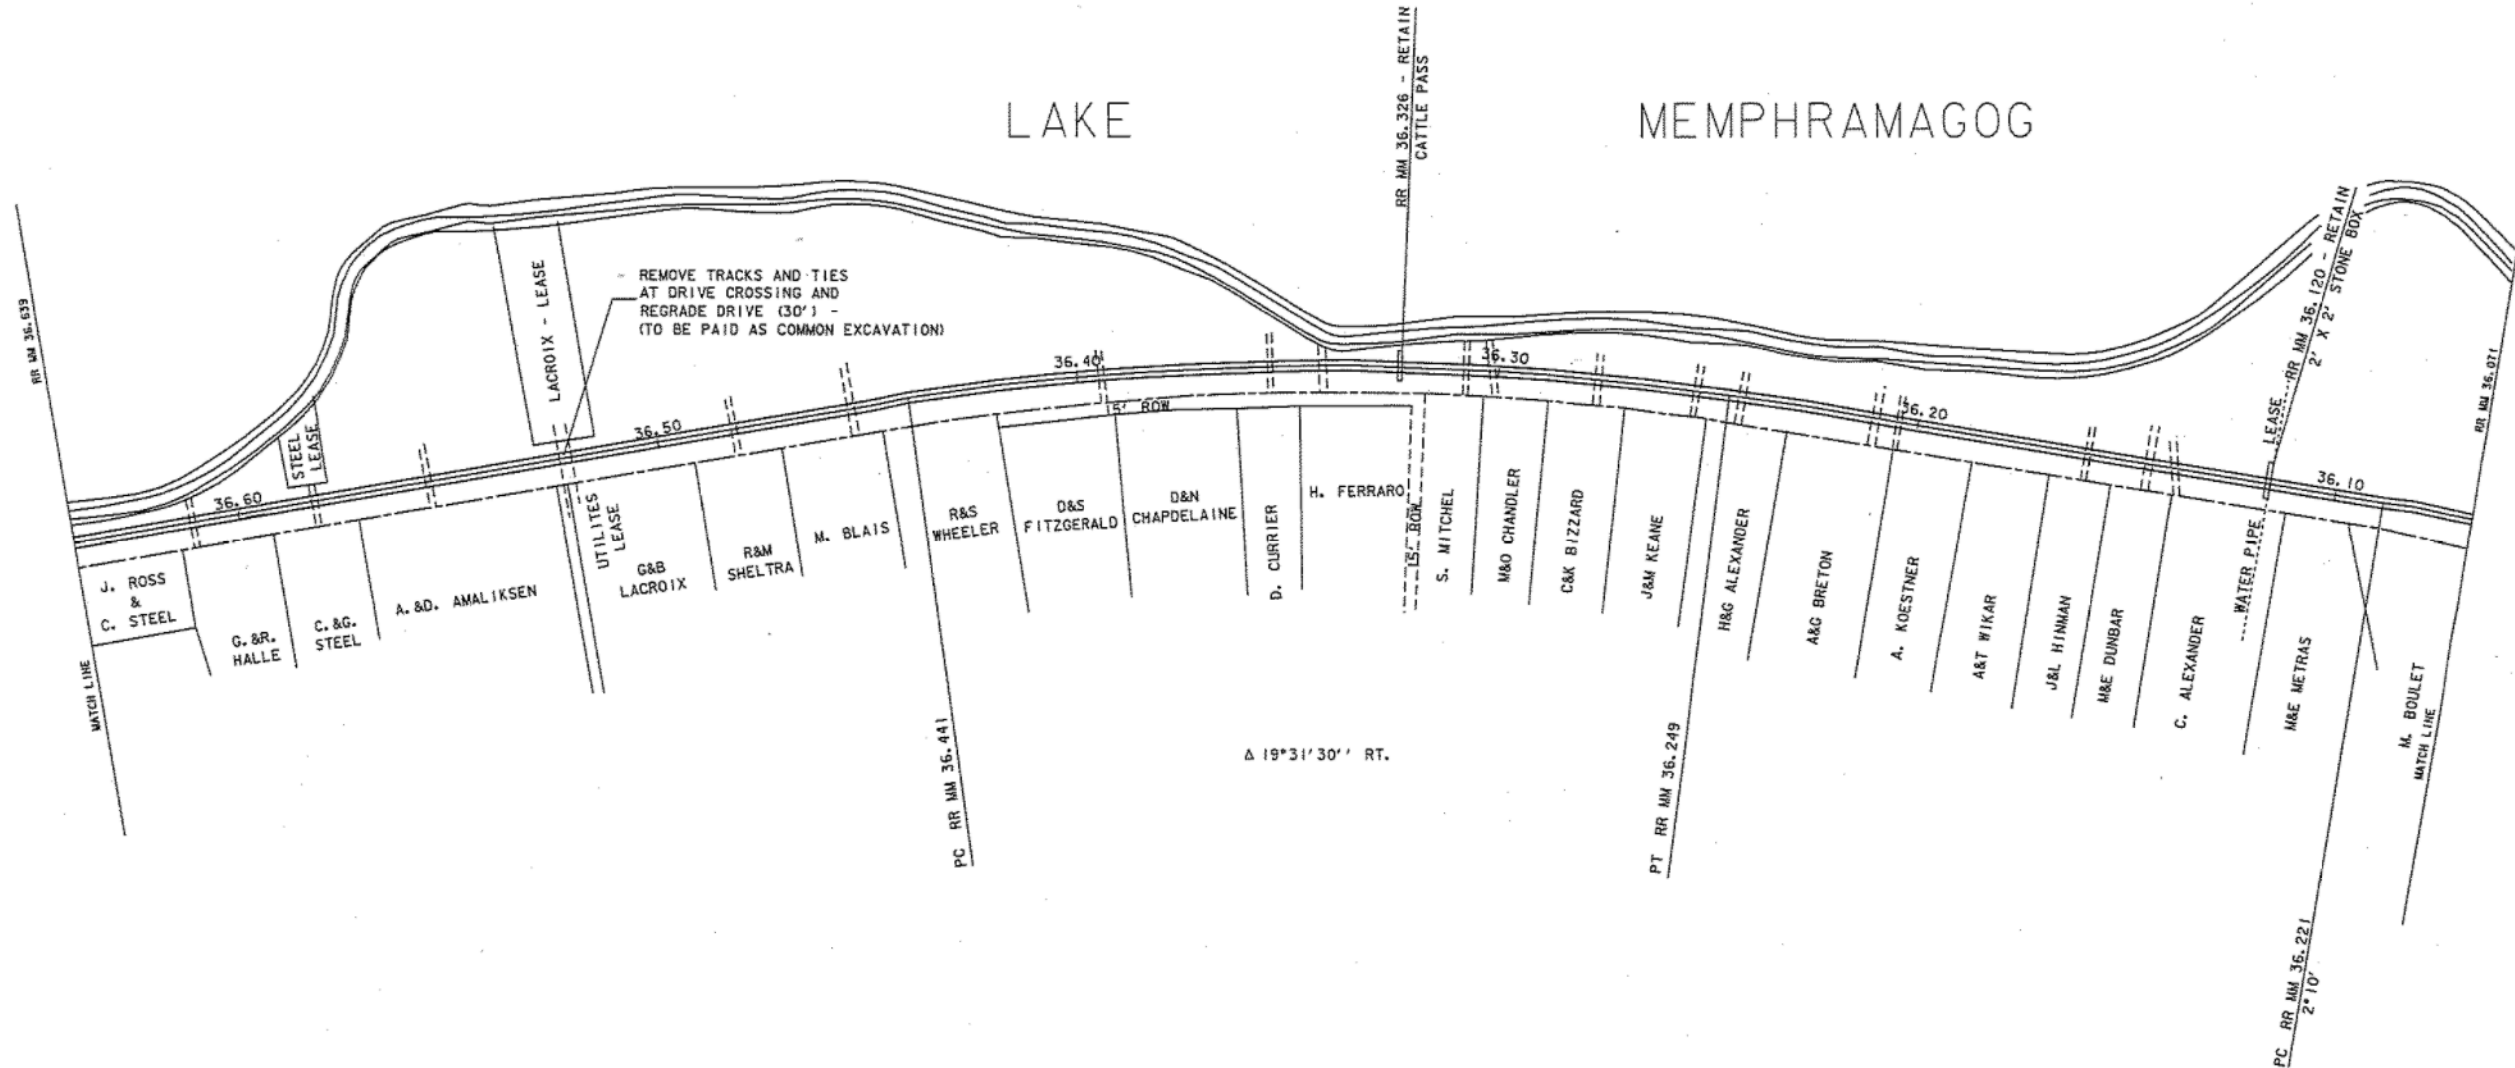 LAKE
MEMPHRAMAGOG
RR MM 36.326 - RETAIN
CATTLE PASS
RR MM 36.120 - RETAIN
2' X 2' STONE BOX
RR MM 36.639
MATCH LINE
RR MM 36.071
MATCH LINE
LACROIX - LEASE
- REMOVE TRACKS AND TIES
AT DRIVE CROSSING AND
REGRADE DRIVE (30') -
(TO BE PAID AS COMMON EXCAVATION)
STEEL
LEASE
36.60
36.50
36.40
36.30
36.20
36.10
15' ROW
15' ROW
LEASE
WATER PIPE
UTILITES
LEASE
J. ROSS
&
C. STEEL
G.&R.
HALLE
C.&G.
STEEL
A.&D. AMALIKSEN
G&B
LACROIX
R&M
SHELTRA
M. BLAIS
R&S
WHEELER
D&S
FITZGERALD
D&N
CHAPDELAINE
D. CURRIER
H. FERRARO
S. MITCHEL
M&O CHANDLER
C&K BIZZARD
J&M KEANE
H&G ALEXANDER
A&G BRETON
A. KOESTNER
A&T WIKAR
J&L HINMAN
M&E DUNBAR
C. ALEXANDER
M&E METRAS
M. BOULET
PC RR MM 36.441
Δ 19°31'30'' RT.
PT RR MM 36.249
PC RR MM 36.221
2°10'